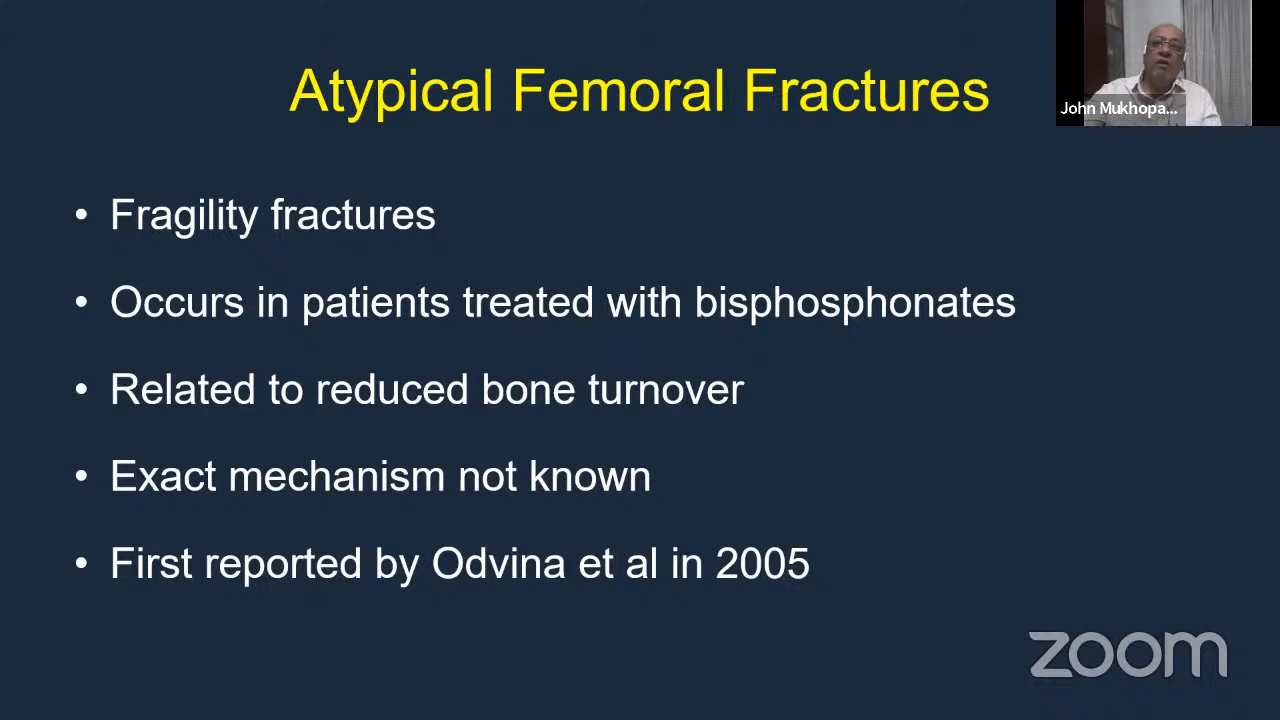 Atypical Femoral Fractures
John Mukhopa...
• Fragility fractures
• Occurs in patients treated with bisphosphonates
• Related to reduced bone turnover
• Exact mechanism not known
• First reported by Odvina et al in 2005
zoom